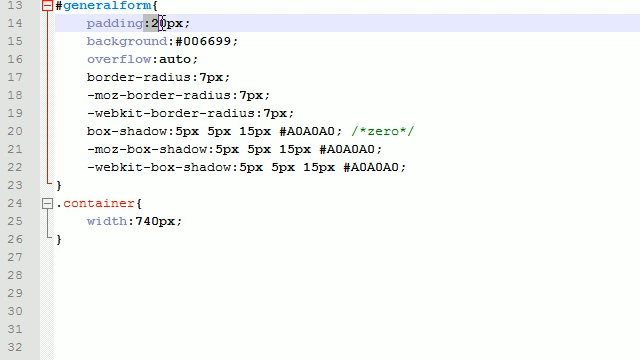 13 #generalform{
14 padding:20px;
15 background:#006699;
16 overflow:auto;
17 border-radius:7px;
18 -moz-border-radius:7px;
19 -webkit-border-radius:7px;
20 box-shadow:5px 5px 15px #A0A0A0; /*zero*/
21 -moz-box-shadow:5px 5px 15px #A0A0A0;
22 -webkit-box-shadow:5px 5px 15px #A0A0A0;
23 }
24 .container{
25 width:740px;
26 }
27
28
29
30
31
32